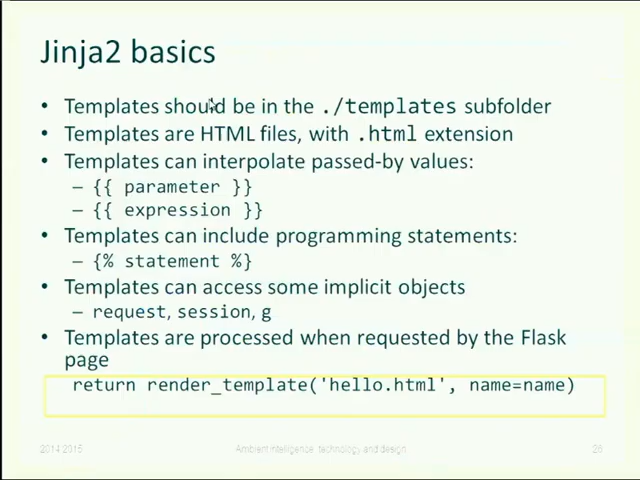 Jinja2 basics
• Templates should be in the ./templates subfolder
• Templates are HTML files, with .html extension
• Templates can interpolate passed-by values:
– {{ parameter }}
– {{ expression }}
• Templates can include programming statements:
– {% statement %}
• Templates can access some implicit objects
– request, session, g
• Templates are processed when requested by the Flask
page
return render_template('hello.html', name=name)
2014/2015 Ambient intelligence: technology and design 26